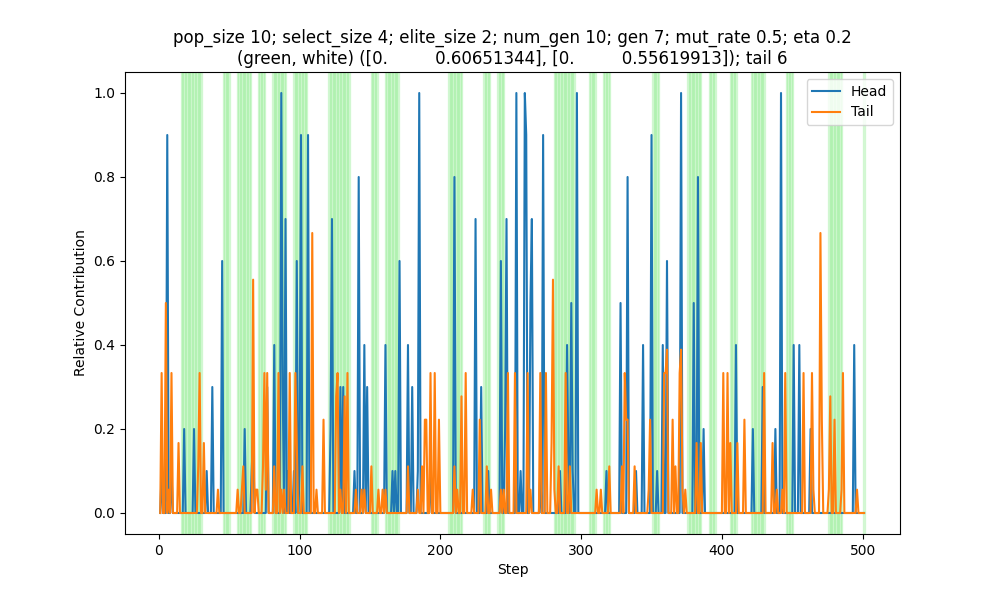 pop_size 10; select_size 4; elite_size 2; num_gen 10; gen 7; mut_rate 0.5; eta 0.2
(green, white) ([0. 0.60651344], [0. 0.55619913]); tail 6
Head
Tail
1.0
0.8
0.6
0.4
0.2
0.0
Relative Contribution
0 100 200 300 400 500
Step